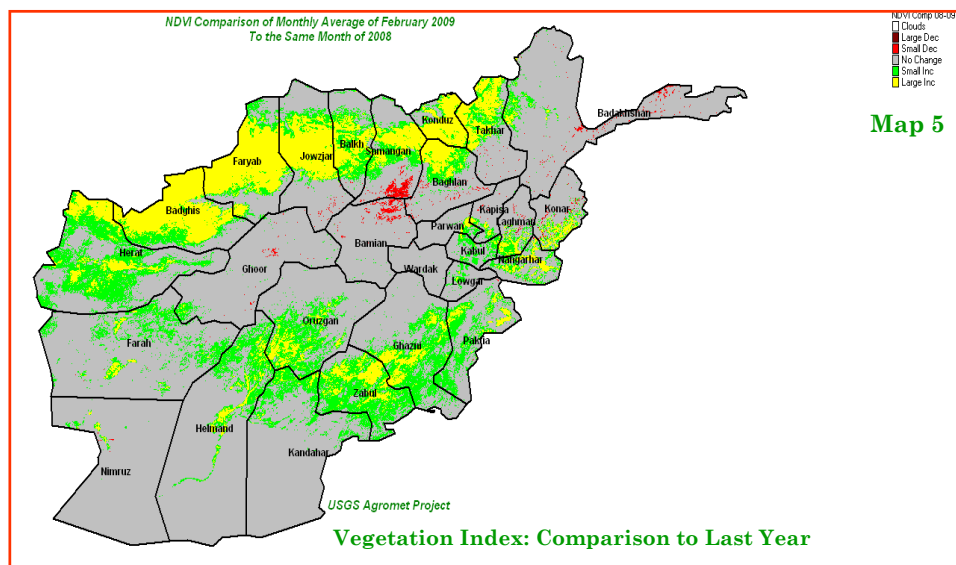 NDVI Comparison of Monthly Average of February 2009
To the Same Month of 2008
NDVI Comp 08-09
Clouds
Large Dec
Small Dec
No Change
Small Inc
Large Inc
Map 5
Badakhshan
Konduz
Takhar
Balkh
Smangan
Jowzjar
Faryab
Baghlan
Badghis
Kapisa
Konar
Laghman
Parwan
Bamian
Kabul
Nangarhar
Herat
Ghoor
Wardak
Lowgar
Oruzgan
Farah
Ghazni
Paktia
Zabul
Helmand
Kandahar
Nimruz
USGS Agromet Project
Vegetation Index: Comparison to Last Year